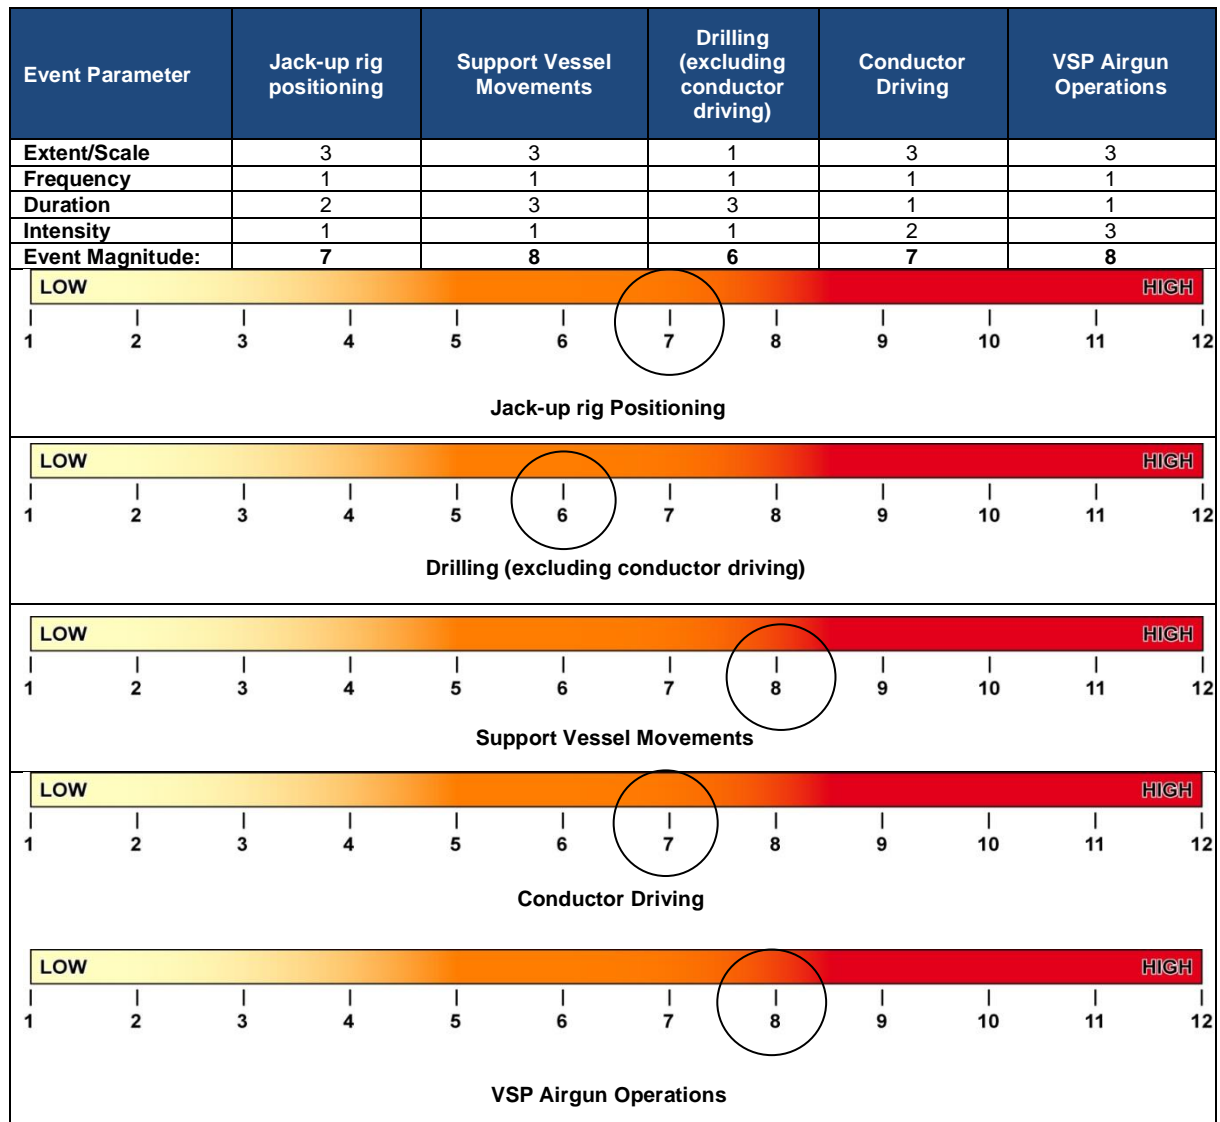 Event Parameter Jack-up rig positioning Support Vessel Movements Drilling (excluding conductor driving) Conductor Driving VSP Airgun Operations
Extent/Scale 3 3 1 3 3
Frequency 1 1 1 1 1
Duration 2 3 3 1 1
Intensity 1 1 1 2 3
Event Magnitude: 7 8 6 7 8
LOW HIGH
1 2 3 4 5 6 7 8 9 10 11 12
Jack-up rig Positioning
LOW HIGH
1 2 3 4 5 6 7 8 9 10 11 12
Drilling (excluding conductor driving)
LOW HIGH
1 2 3 4 5 6 7 8 9 10 11 12
Support Vessel Movements
LOW HIGH
1 2 3 4 5 6 7 8 9 10 11 12
Conductor Driving
LOW HIGH
1 2 3 4 5 6 7 8 9 10 11 12
VSP Airgun Operations